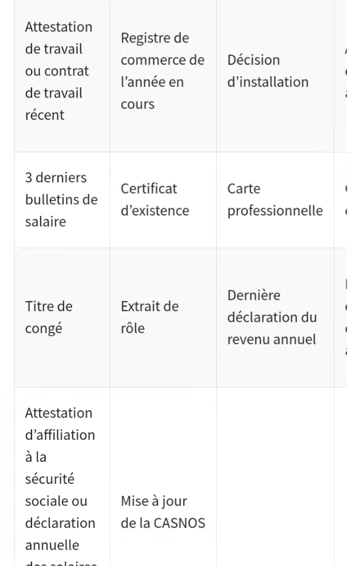 Attestation
de travail
ou contrat
de travail
récent
Registre de
commerce de
l'année en
cours
Décision
d'installation
3 derniers
bulletins de
salaire
Certificat
d'existence
Carte
professionnelle
Titre de
congé
Extrait de
rôle
Dernière
déclaration du
revenu annuel
Attestation
d'affiliation
à la
sécurité
sociale ou
déclaration
annuelle
des salaires
Mise à jour
de la CASNOS